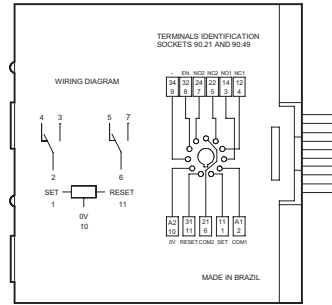 TERMINALS IDENTIFICATION
SOCKETS 90.21 AND 90.49
- EN. NO2 NC2 NO1 NC1
34 32 24 22 14 12
9 8 7 5 3 4
WIRING DIAGRAM
4 3 5 7
2 6
SET RESET
1 11
0V
10
A2 31 21 11 A1
10 11 6 1 2
0V RESET COM2 SET COM1
MADE IN BRAZIL